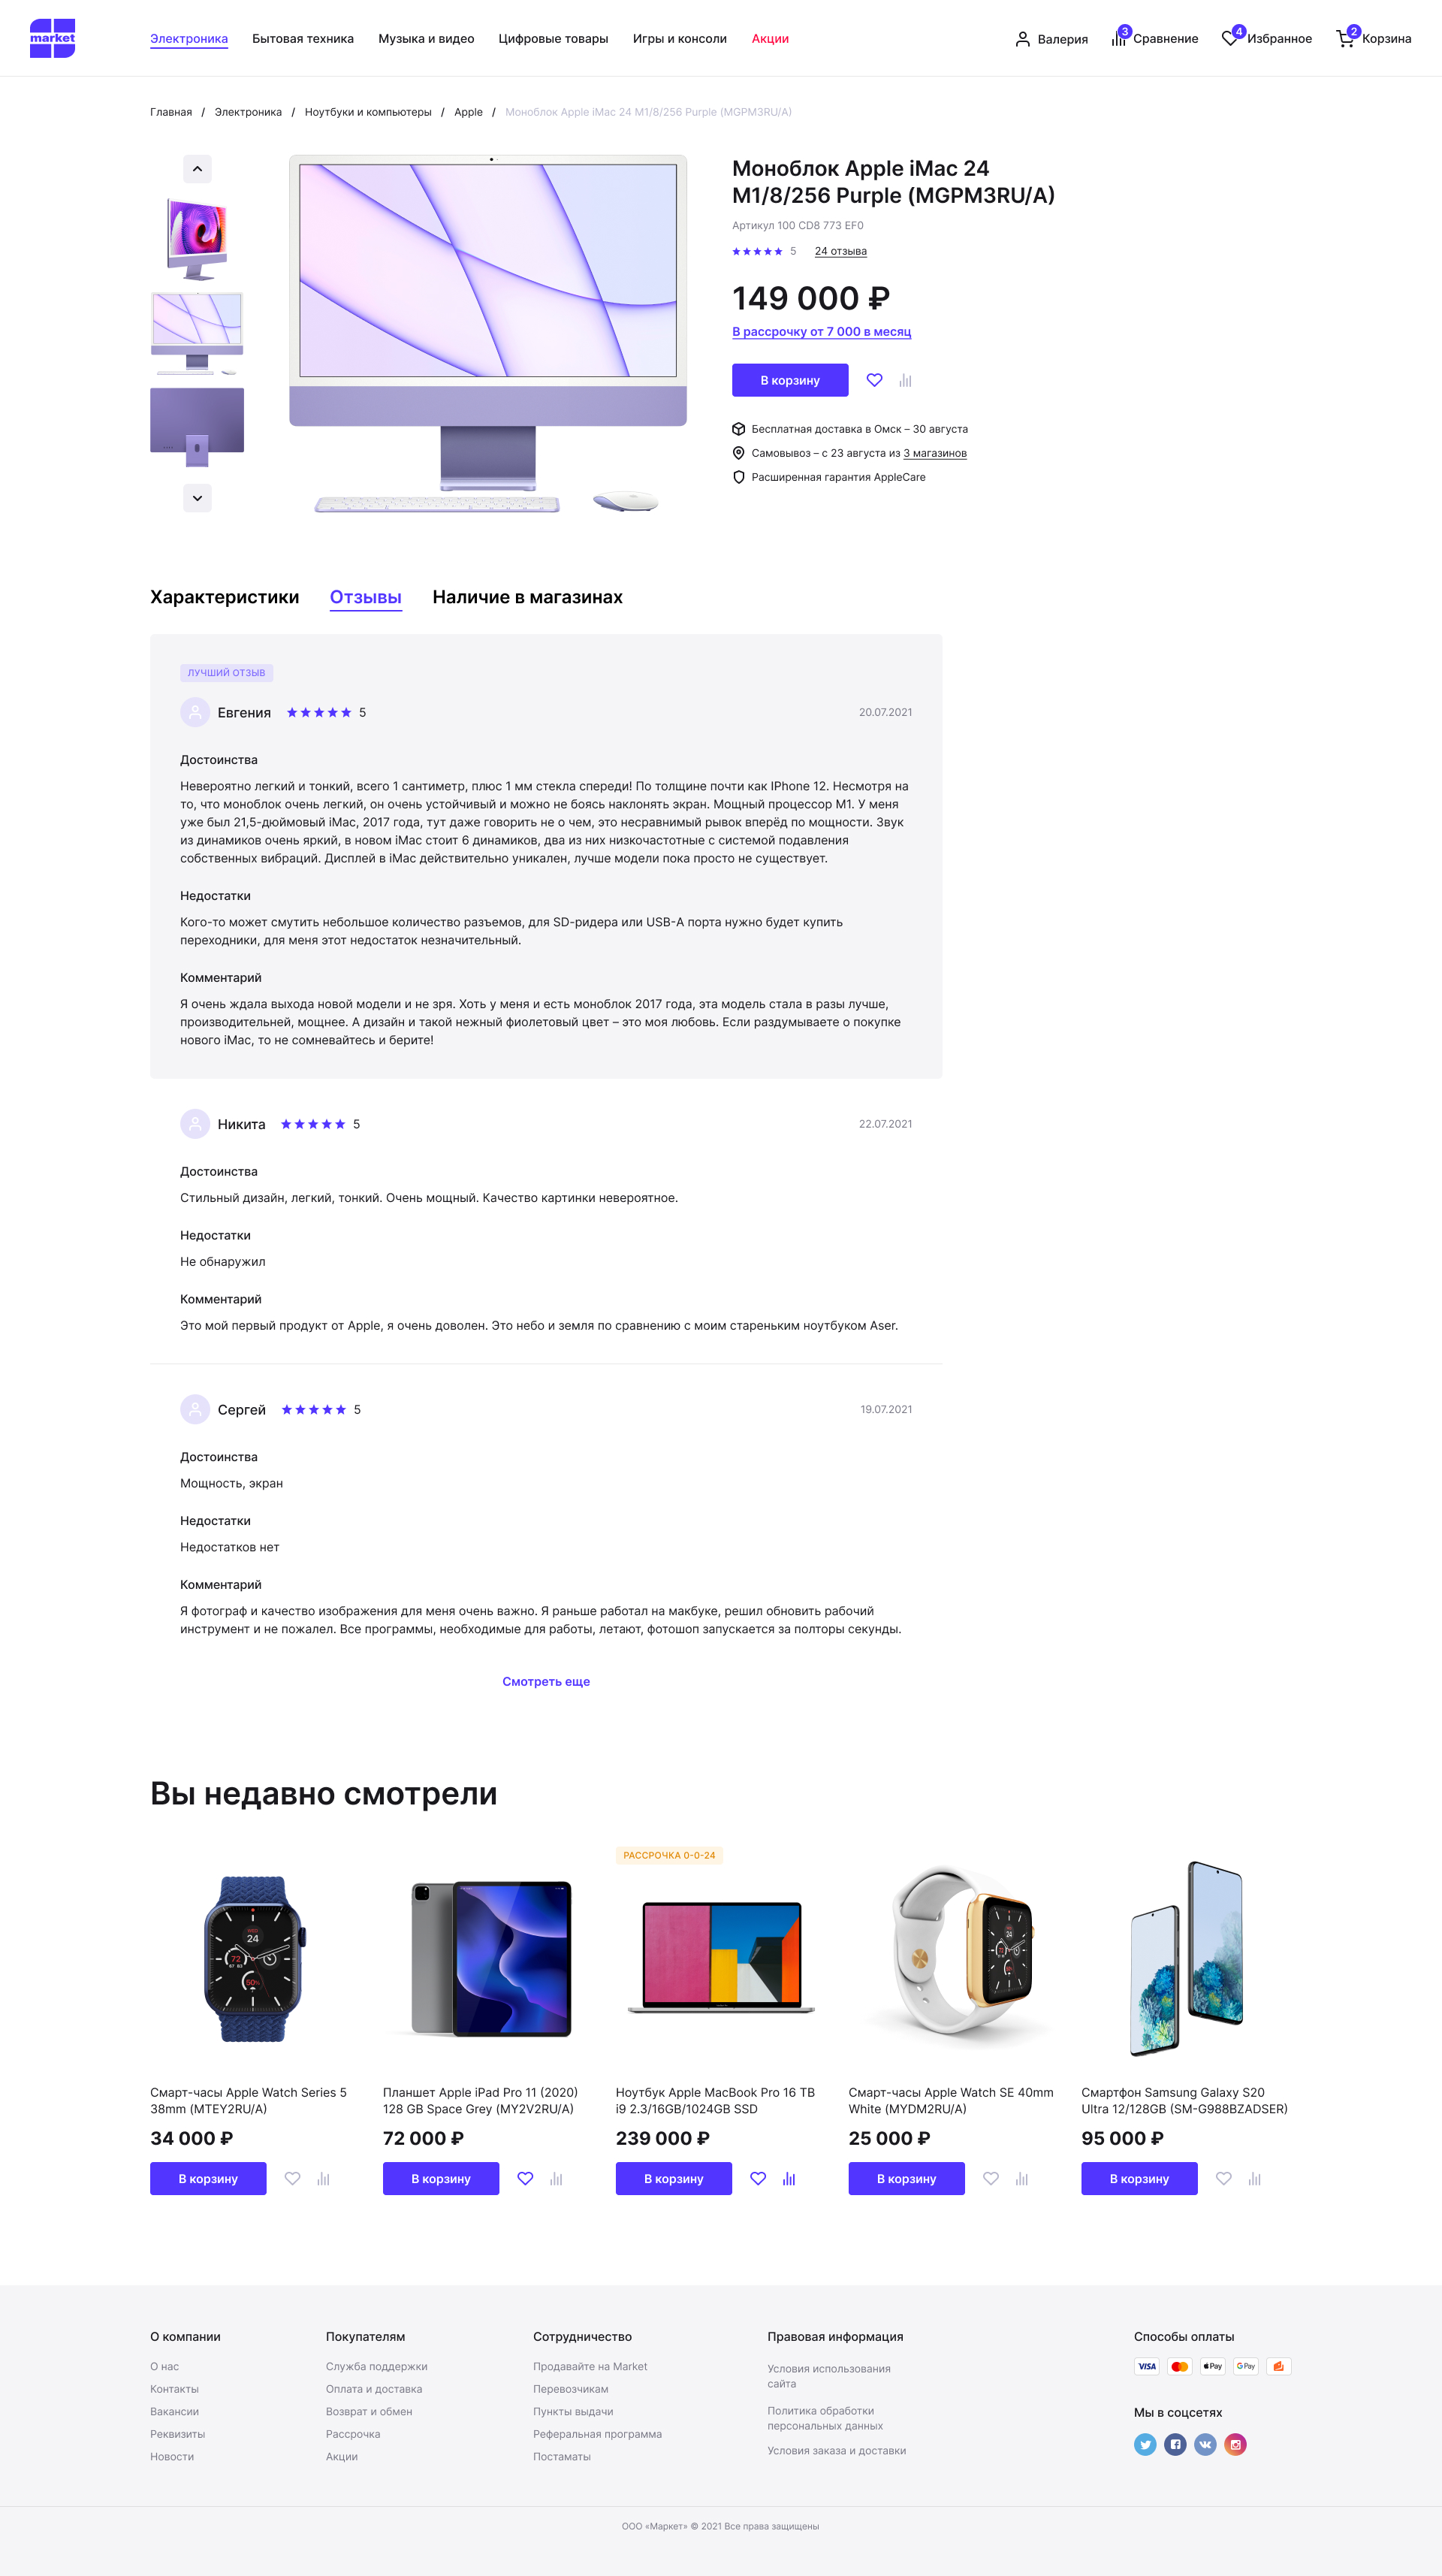 market
Электроника
Бытовая техника
Музыка и видео
Цифровые товары
Игры и консоли
Акции
Валерия
3
Сравнение
4
Избранное
2
Корзина
Главная / Электроника / Ноутбуки и компьютеры / Apple / Моноблок Apple iMac 24 M1/8/256 Purple (MGPM3RU/A)
Моноблок Apple iMac 24
M1/8/256 Purple (MGPM3RU/A)
Артикул 100 CD8 773 EF0
5
24 отзыва
149 000 ₽
В рассрочку от 7 000 в месяц
В корзину
Бесплатная доставка в Омск – 30 августа
Самовывоз – с 23 августа из 3 магазинов
Расширенная гарантия AppleCare
Характеристики
Отзывы
Наличие в магазинах
ЛУЧШИЙ ОТЗЫВ
Евгения
5
20.07.2021
Достоинства
Невероятно легкий и тонкий, всего 1 сантиметр, плюс 1 мм стекла спереди! По толщине почти как IPhone 12. Несмотря на
то, что моноблок очень легкий, он очень устойчивый и можно не боясь наклонять экран. Мощный процессор M1. У меня
уже был 21,5-дюймовый iMac, 2017 года, тут даже говорить не о чем, это несравнимый рывок вперёд по мощности. Звук
из динамиков очень яркий, в новом iMac стоит 6 динамиков, два из них низкочастотные с системой подавления
собственных вибраций. Дисплей в iMac действительно уникален, лучше модели пока просто не существует.
Недостатки
Кого-то может смутить небольшое количество разъемов, для SD-ридера или USB-A порта нужно будет купить
переходники, для меня этот недостаток незначительный.
Комментарий
Я очень ждала выхода новой модели и не зря. Хоть у меня и есть моноблок 2017 года, эта модель стала в разы лучше,
производительней, мощнее. А дизайн и такой нежный фиолетовый цвет – это моя любовь. Если раздумываете о покупке
нового iMac, то не сомневайтесь и берите!
Никита
5
22.07.2021
Достоинства
Стильный дизайн, легкий, тонкий. Очень мощный. Качество картинки невероятное.
Недостатки
Не обнаружил
Комментарий
Это мой первый продукт от Apple, я очень доволен. Это небо и земля по сравнению с моим стареньким ноутбуком Aser.
Сергей
5
19.07.2021
Достоинства
Мощность, экран
Недостатки
Недостатков нет
Комментарий
Я фотограф и качество изображения для меня очень важно. Я раньше работал на макбуке, решил обновить рабочий
инструмент и не пожалел. Все программы, необходимые для работы, летают, фотошоп запускается за полторы секунды.
Смотреть еще
Вы недавно смотрели
24
72
50%
Смарт-часы Apple Watch Series 5
38mm (MTEY2RU/A)
34 000 ₽
В корзину
Планшет Apple iPad Pro 11 (2020)
128 GB Space Grey (MY2V2RU/A)
72 000 ₽
В корзину
РАССРОЧКА 0-0-24
Ноутбук Apple MacBook Pro 16 TB
i9 2.3/16GB/1024GB SSD
239 000 ₽
В корзину
24
72
50%
Смарт-часы Apple Watch SE 40mm
White (MYDM2RU/A)
25 000 ₽
В корзину
Смартфон Samsung Galaxy S20
Ultra 12/128GB (SM-G988BZADSER)
95 000 ₽
В корзину
О компании
О нас
Контакты
Вакансии
Реквизиты
Новости
Покупателям
Служба поддержки
Оплата и доставка
Возврат и обмен
Рассрочка
Акции
Сотрудничество
Продавайте на Market
Перевозчикам
Пункты выдачи
Реферальная программа
Постаматы
Правовая информация
Условия использования
сайта
Политика обработки
персональных данных
Условия заказа и доставки
Способы оплаты
VISA
Pay
G Pay
Мы в соцсетях
ООО «Маркет» © 2021 Все права защищены